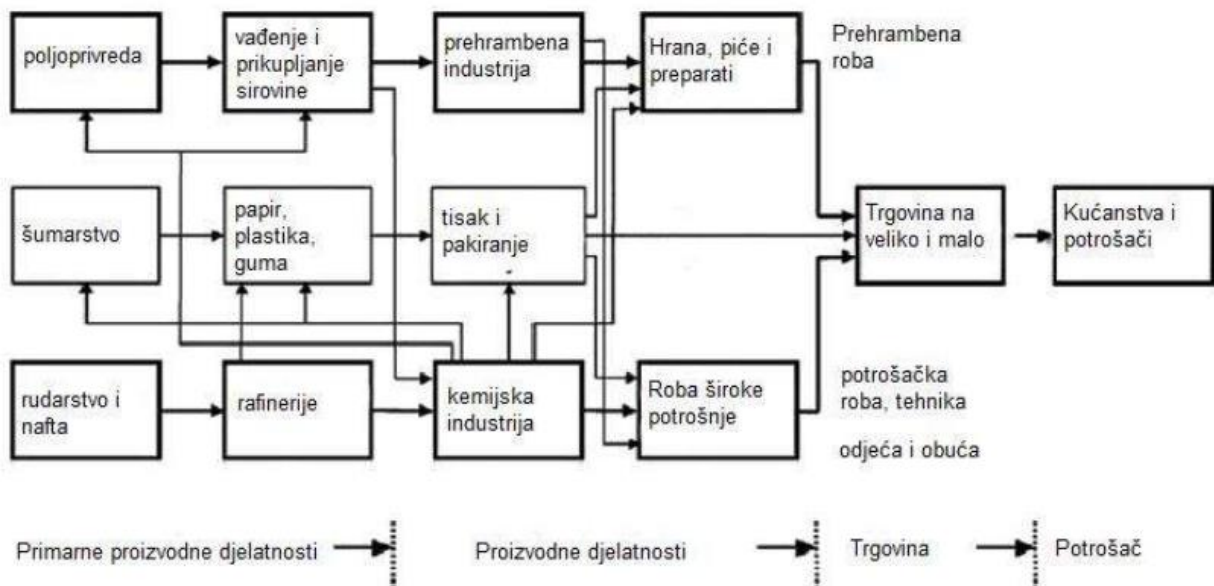 poljoprivreda
vađenje i
prikupljanje
sirovine
prehrambena
industrija
Hrana, piće i
preparati
Prehrambena
roba
šumarstvo
papir,
plastika,
guma
tisak i
pakiranje
Trgovina na
veliko i malo
Kućanstva i
potrošači
rudarstvo i
nafta
rafinerije
kemijska
industrija
Roba široke
potrošnje
potrošačka
roba, tehnika
odjeća i obuća
Primarne proizvodne djelatnosti
Proizvodne djelatnosti
Trgovina
Potrošač